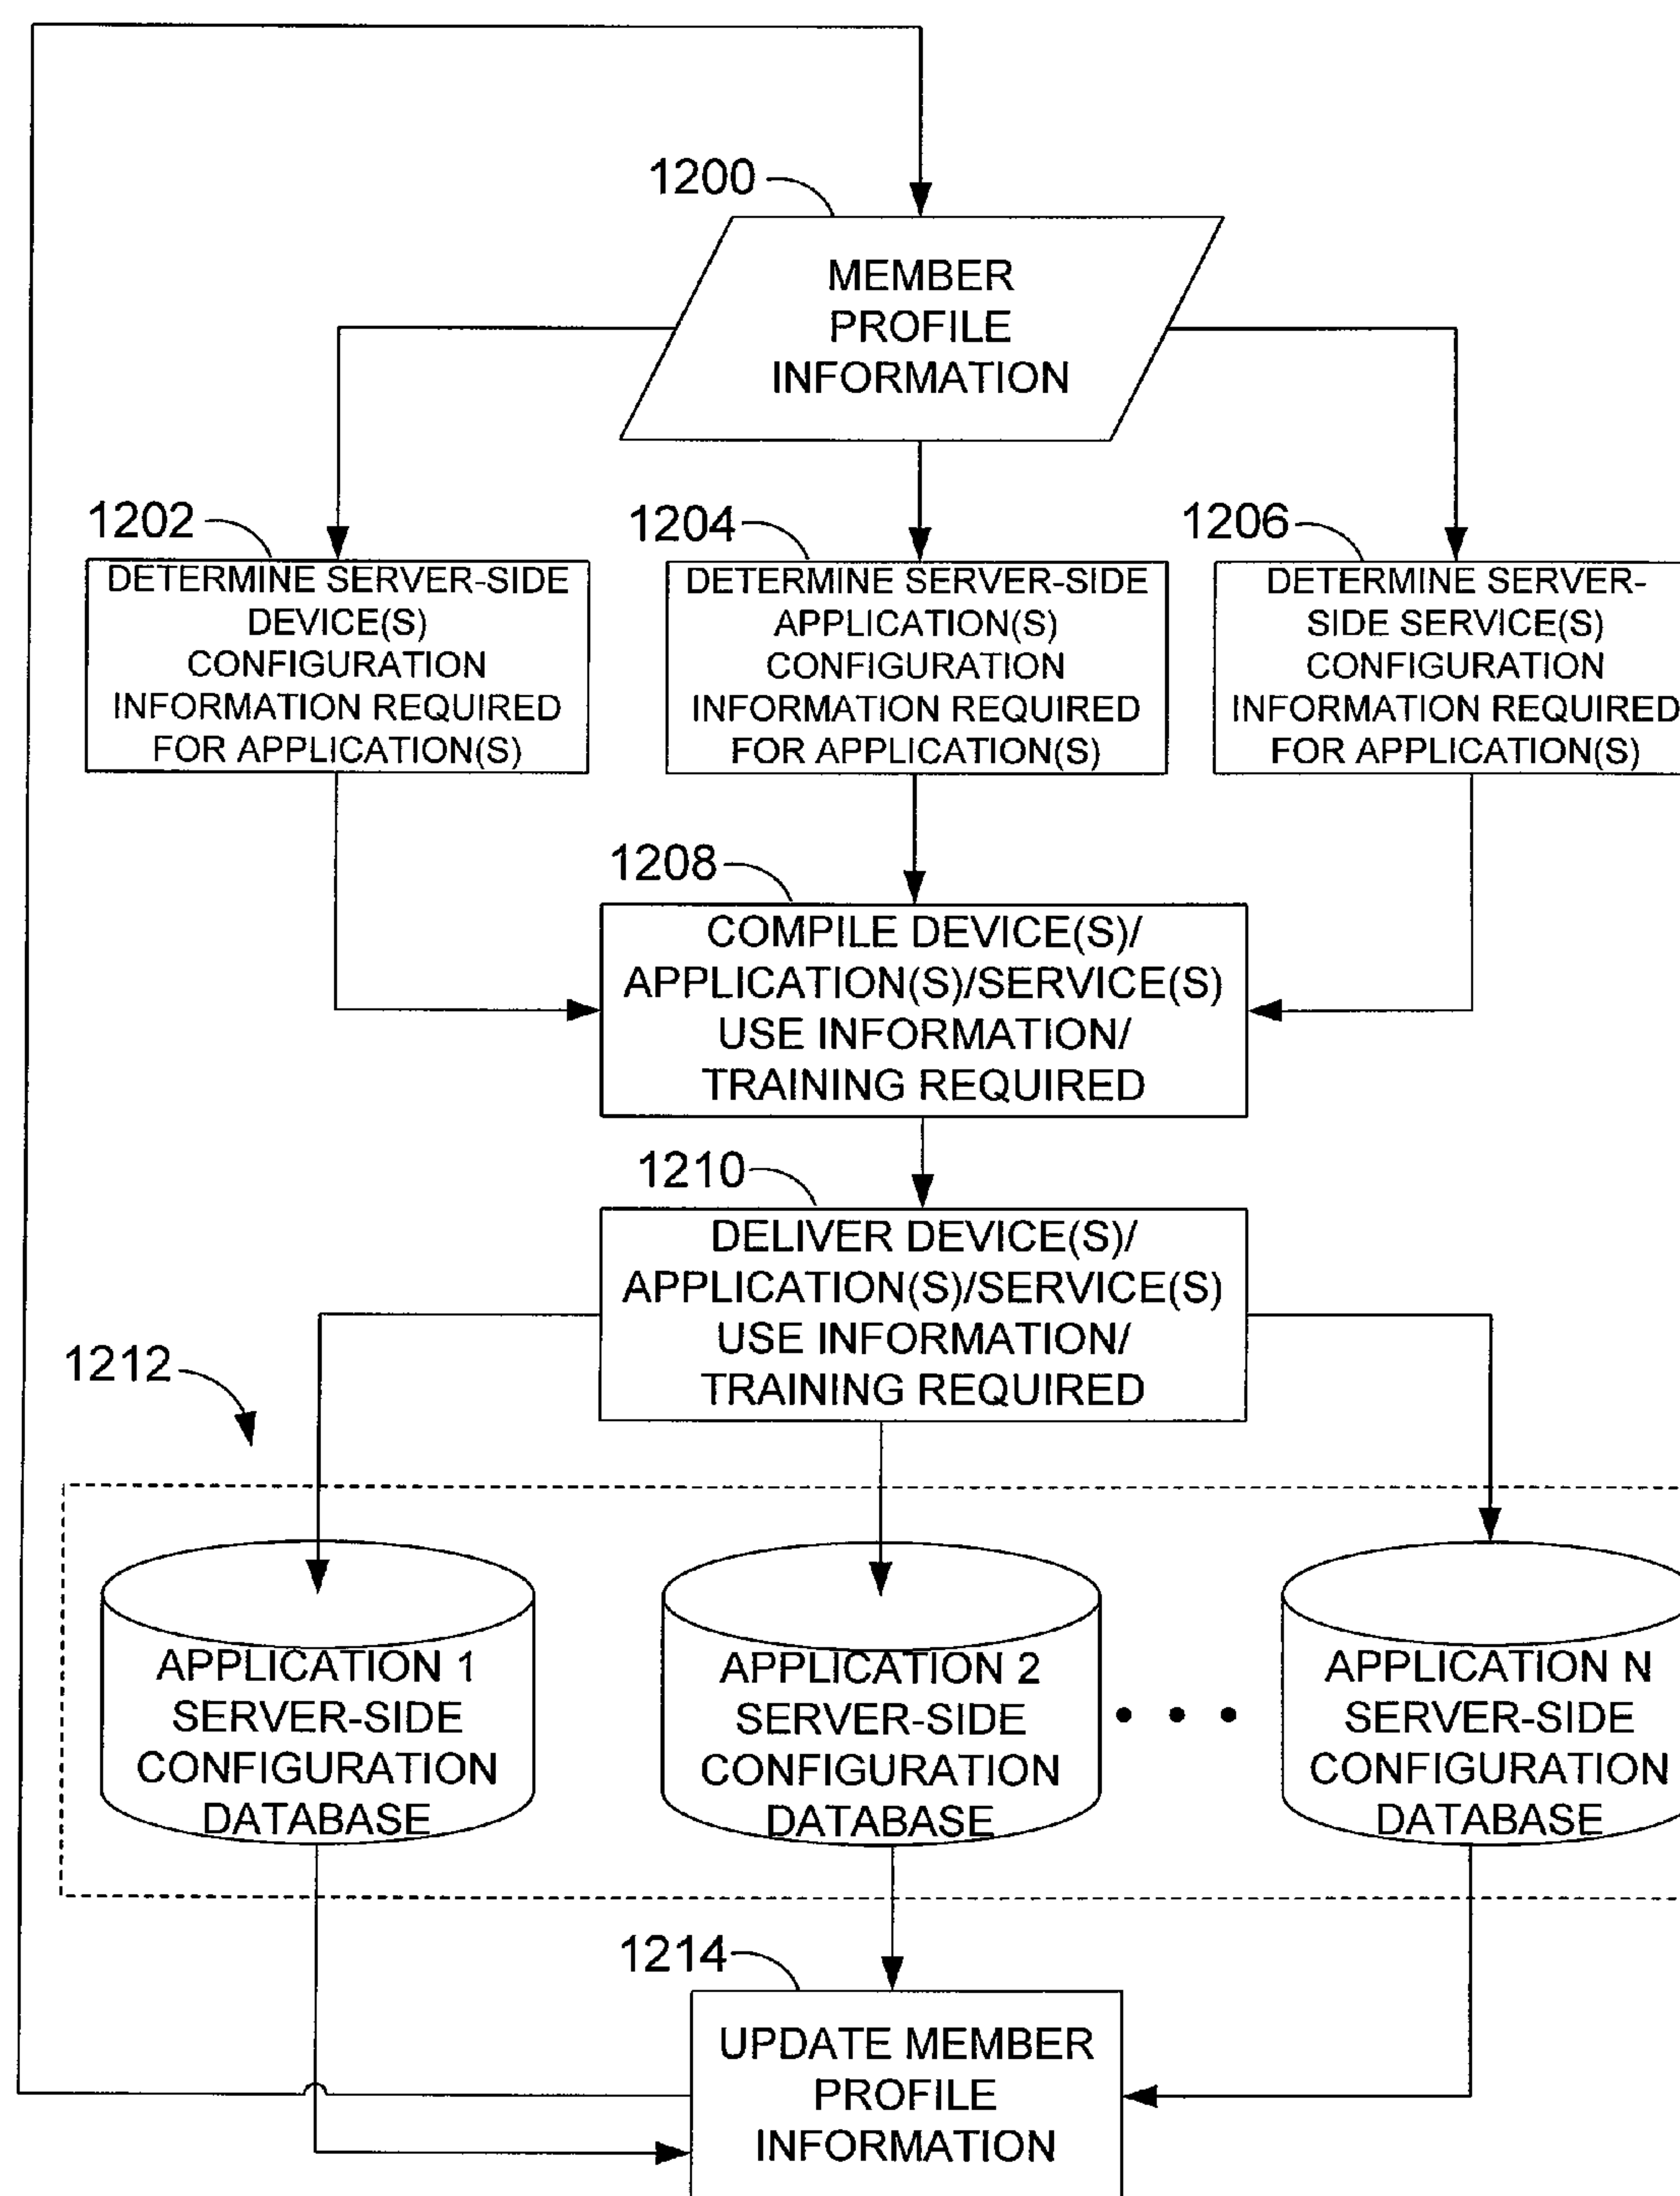 1200
MEMBER
PROFILE
INFORMATION
1202
DETERMINE SERVER-SIDE
DEVICE(S)
CONFIGURATION
INFORMATION REQUIRED
FOR APPLICATION(S)
1204
DETERMINE SERVER-SIDE
APPLICATION(S)
CONFIGURATION
INFORMATION REQUIRED
FOR APPLICATION(S)
1206
DETERMINE SERVER-
SIDE SERVICE(S)
CONFIGURATION
INFORMATION REQUIRED
FOR APPLICATION(S)
1208
COMPILE DEVICE(S)/
APPLICATION(S)/SERVICE(S)
USE INFORMATION/
TRAINING REQUIRED
1210
DELIVER DEVICE(S)/
APPLICATION(S)/SERVICE(S)
USE INFORMATION/
TRAINING REQUIRED
1212
APPLICATION 1
SERVER-SIDE
CONFIGURATION
DATABASE
APPLICATION 2
SERVER-SIDE
CONFIGURATION
DATABASE
• • •
APPLICATION N
SERVER-SIDE
CONFIGURATION
DATABASE
1214
UPDATE MEMBER
PROFILE
INFORMATION